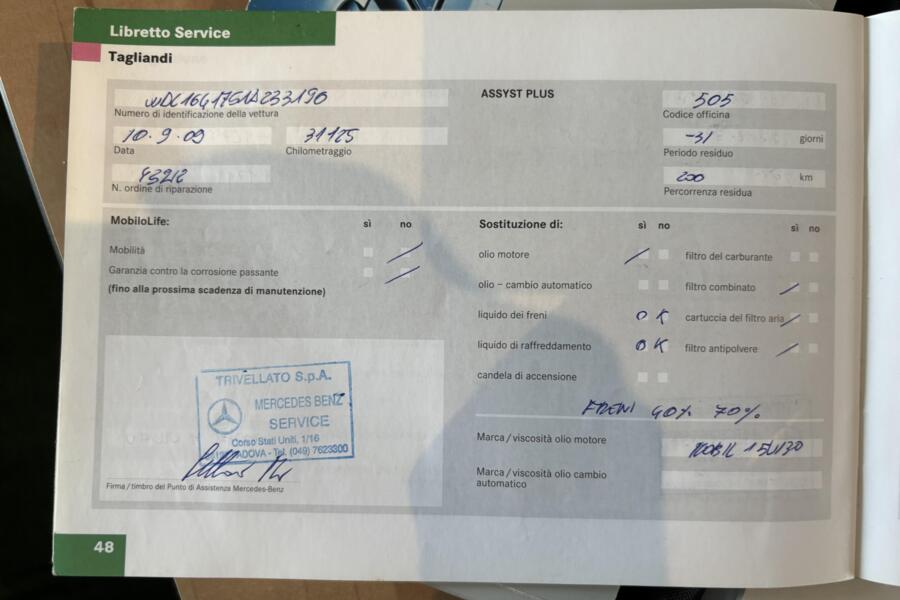 Libretto Service
Tagliandi
WDC1641751A233190
Numero di identificazione della vettura
ASSYST PLUS
505
Codice officina
10.9.09
Data
31125
Chilometraggio
-31 giorni
Periodo residuo
N. ordine di riparazione
200 km
Percorrenza residua
MobiloLife: sì no
Mobilità
Garanzia contro la corrosione passante
(fino alla prossima scadenza di manutenzione)
Sostituzione di: sì no
olio motore
olio – cambio automatico
liquido dei freni OK
liquido di raffreddamento OK
candela di accensione
sì no
filtro del carburante
filtro combinato
cartuccia del filtro aria
filtro antipolvere
FRENI 40% 70%
Marca / viscosità olio motore
MOBIL 15W30
Marca / viscosità olio cambio
automatico
TRIVELLATO S.p.A.
MERCEDES BENZ
SERVICE
Corso Stati Uniti, 1/16
PADOVA - Tel. (049) 7623300
Firma / timbro del Punto di Assistenza Mercedes-Benz
48